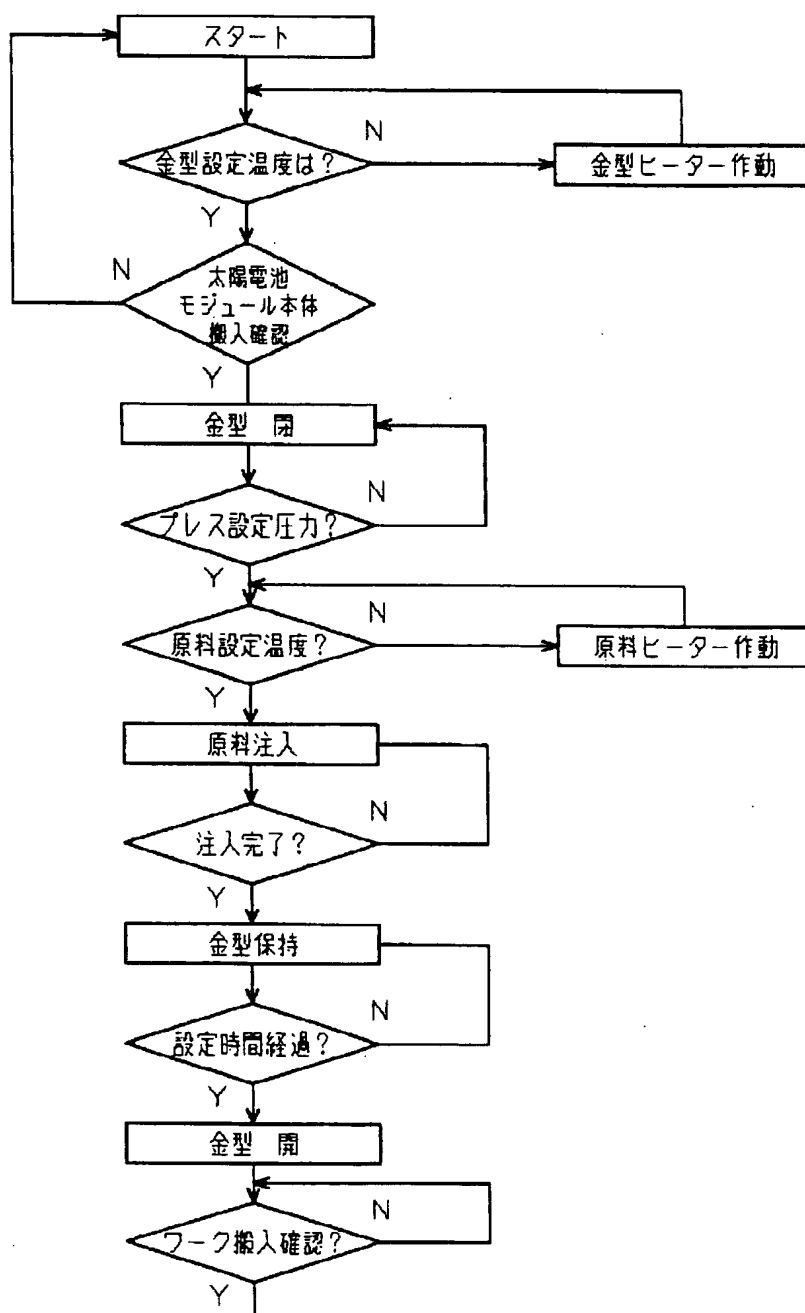 スタート
N
金型設定温度は?
金型ヒーター作動
Y
N
太陽電池
モジュール本体
搬入確認
Y
金型 閉
N
プレス設定圧力?
Y
N
原料設定温度?
原料ヒーター作動
Y
原料注入
N
注入完了?
Y
金型保持
N
設定時間経過?
Y
金型 開
N
ワーク搬入確認?
Y